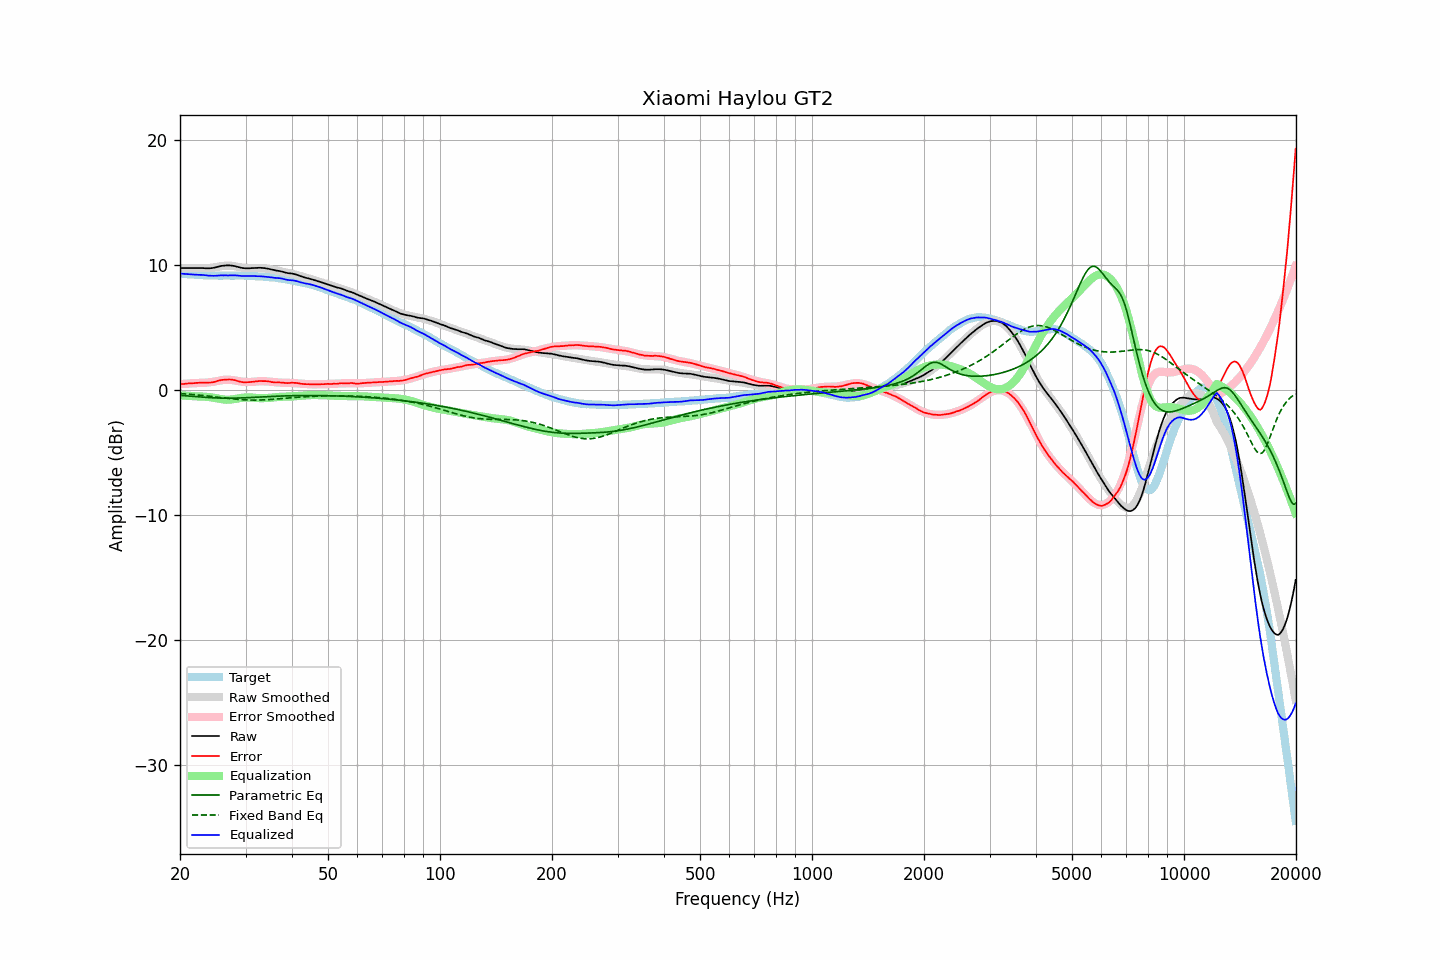 Xiaomi Haylou GT2
Amplitude (dBr)
20
10
0
−10
−20
−30
Target
Raw Smoothed
Error Smoothed
Raw
Error
Equalization
Parametric Eq
Fixed Band Eq
Equalized
20 50 100 200 500 1000 2000 5000 10000 20000
Frequency (Hz)